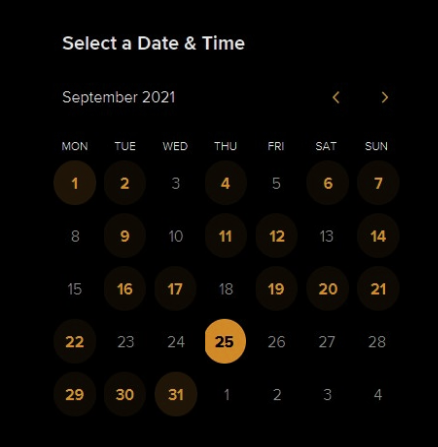 Select a Date & Time
September 2021
MON TUE WED THU FRI SAT SUN
1 2 3 4 5 6 7
8 9 10 11 12 13 14
15 16 17 18 19 20 21
22 23 24 25 26 27 28
29 30 31 1 2 3 4